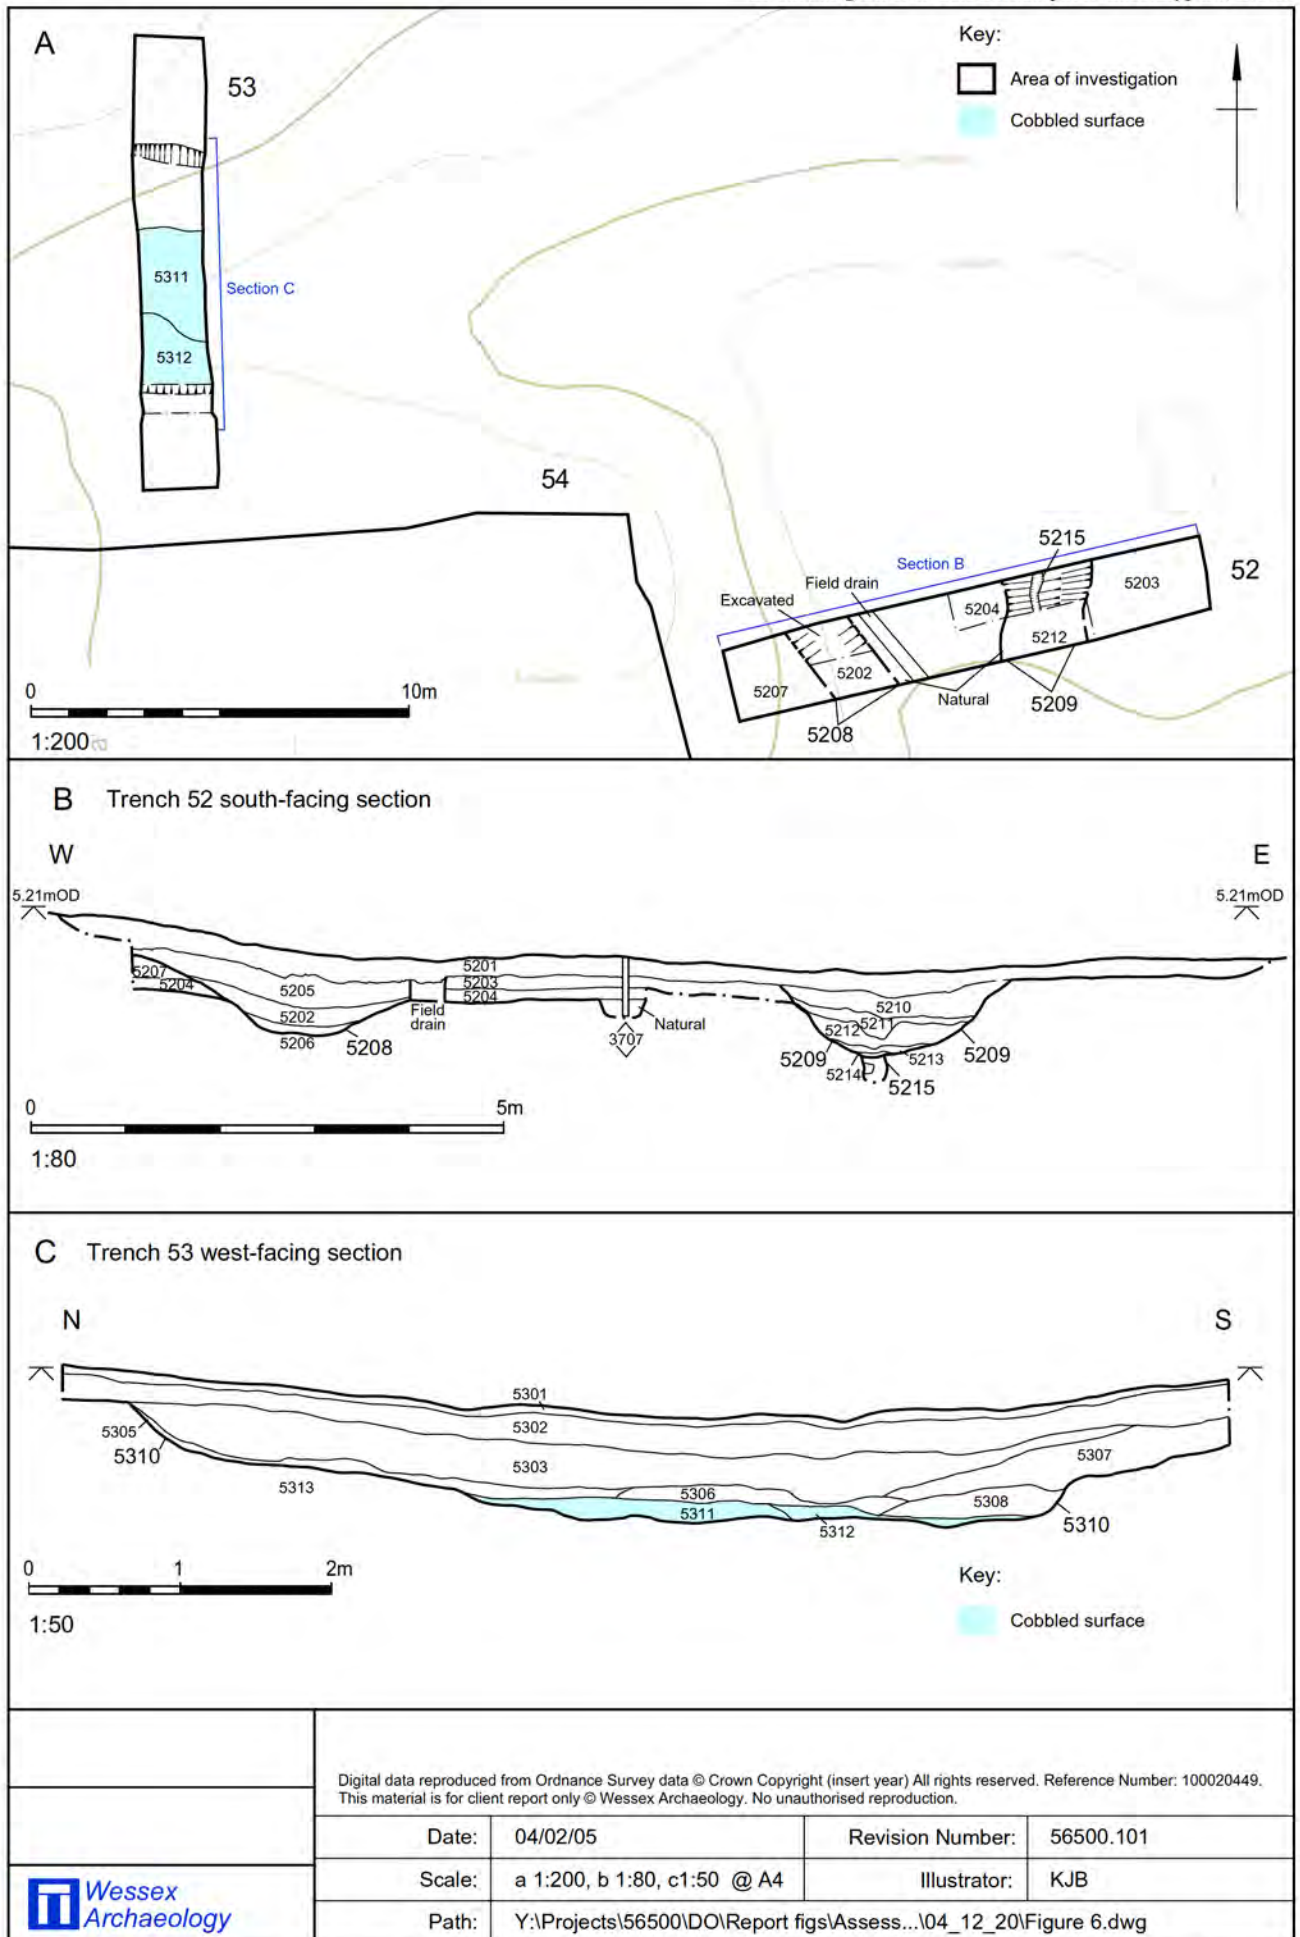 A
53
Key:
Area of investigation
Cobbled surface
5311
Section C
5312
54
5215
Section B
52
Field drain
5203
Excavated
5204
5212
5202
5207
Natural
5209
5208
0 10m
1:200
B Trench 52 south-facing section
W E
5.21mOD 5.21mOD
5201
5207
5203
5204
5205
5204
5210
5202
Field
drain
Natural
5212
5211
5206
5208
3707
5209
5213
5209
5214
5215
0 5m
1:80
C Trench 53 west-facing section
N S
5301
5302
5305
5310
5307
5303
5313
5306
5308
5311
5312
5310
0 1 2m
Key:
Cobbled surface
1:50
Digital data reproduced from Ordnance Survey data © Crown Copyright (insert year) All rights reserved. Reference Number: 100020449.
This material is for client report only © Wessex Archaeology. No unauthorised reproduction.
Date: 04/02/05 Revision Number: 56500.101
Scale: a 1:200, b 1:80, c1:50 @ A4 Illustrator: KJB
Wessex
Archaeology
Path: Y:\Projects\56500\DO\Report figs\Assess...\04_12_20\Figure 6.dwg